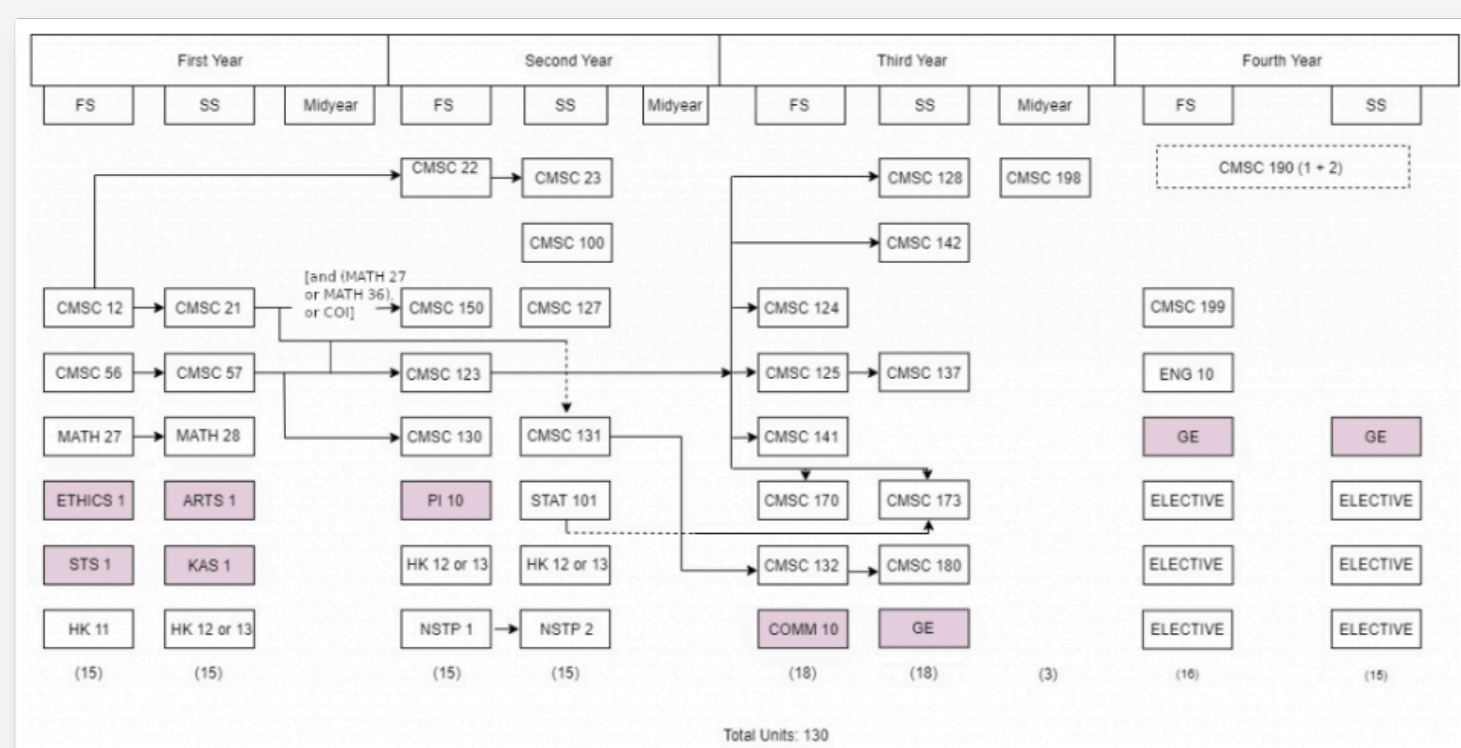 First Year Second Year Third Year Fourth Year
FS SS Midyear FS SS Midyear FS SS Midyear FS SS
CMSC 22 CMSC 23 CMSC 128 CMSC 198 CMSC 190 (1 + 2)
CMSC 100 CMSC 142
[and (MATH 27
or MATH 36),
or COI]
CMSC 12 CMSC 21 CMSC 150 CMSC 127 CMSC 124 CMSC 199
CMSC 56 CMSC 57 CMSC 123 CMSC 125 CMSC 137 ENG 10
MATH 27 MATH 28 CMSC 130 CMSC 131 CMSC 141 GE GE
ETHICS 1 ARTS 1 PI 10 STAT 101 CMSC 170 CMSC 173 ELECTIVE ELECTIVE
STS 1 KAS 1 HK 12 or 13 HK 12 or 13 CMSC 132 CMSC 180 ELECTIVE ELECTIVE
HK 11 HK 12 or 13 NSTP 1 NSTP 2 COMM 10 GE ELECTIVE ELECTIVE
(15) (15) (15) (15) (18) (18) (3) (16) (15)
Total Units: 130